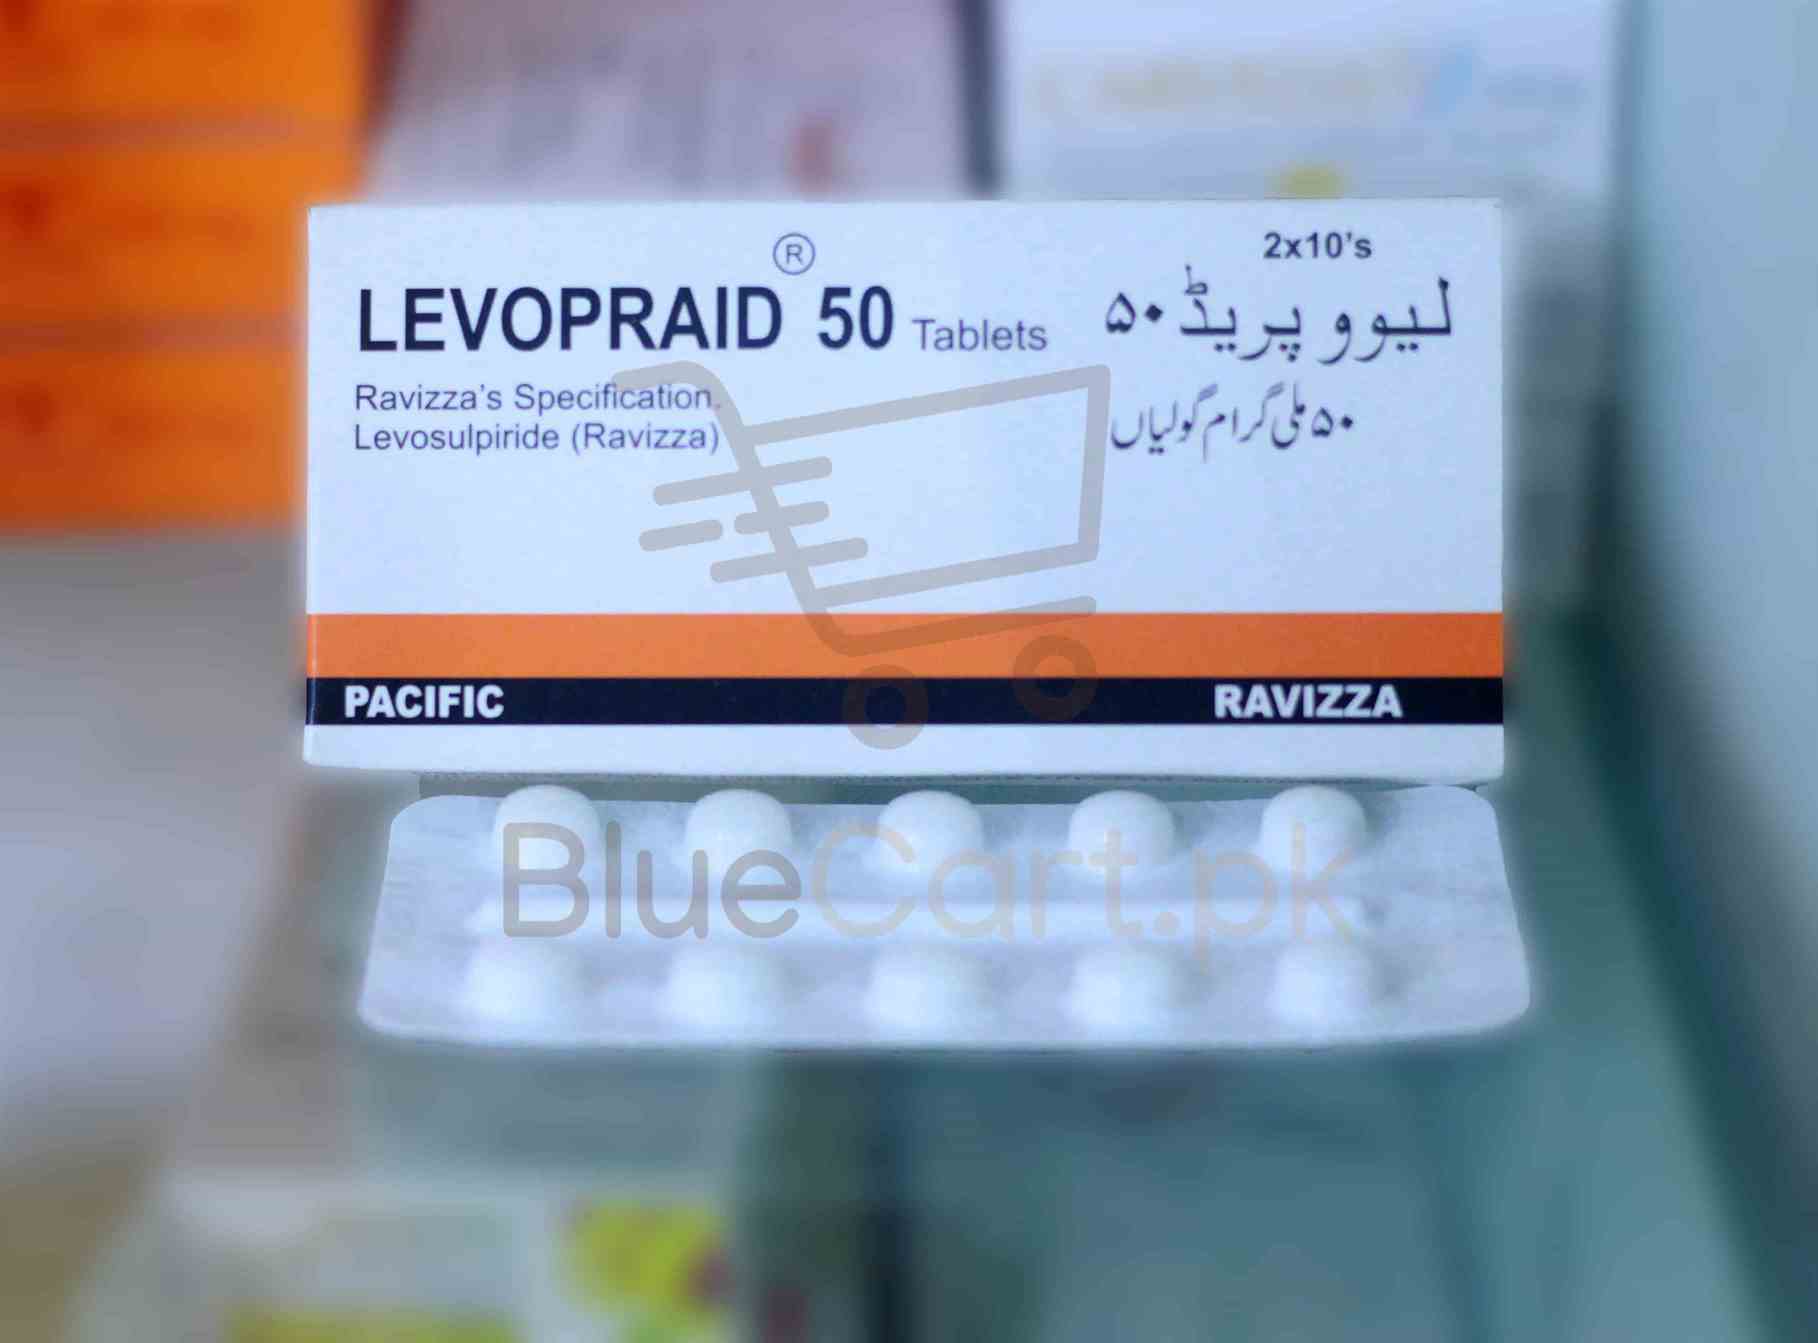 LEVOPRAID® 50 Tablets
Ravizza's Specification.
Levosulpiride (Ravizza)
2x10's
لیوو پریڈ ۵۰
۵۰ ملی گرام گولیاں
PACIFIC
RAVIZZA
BlueCart.pk